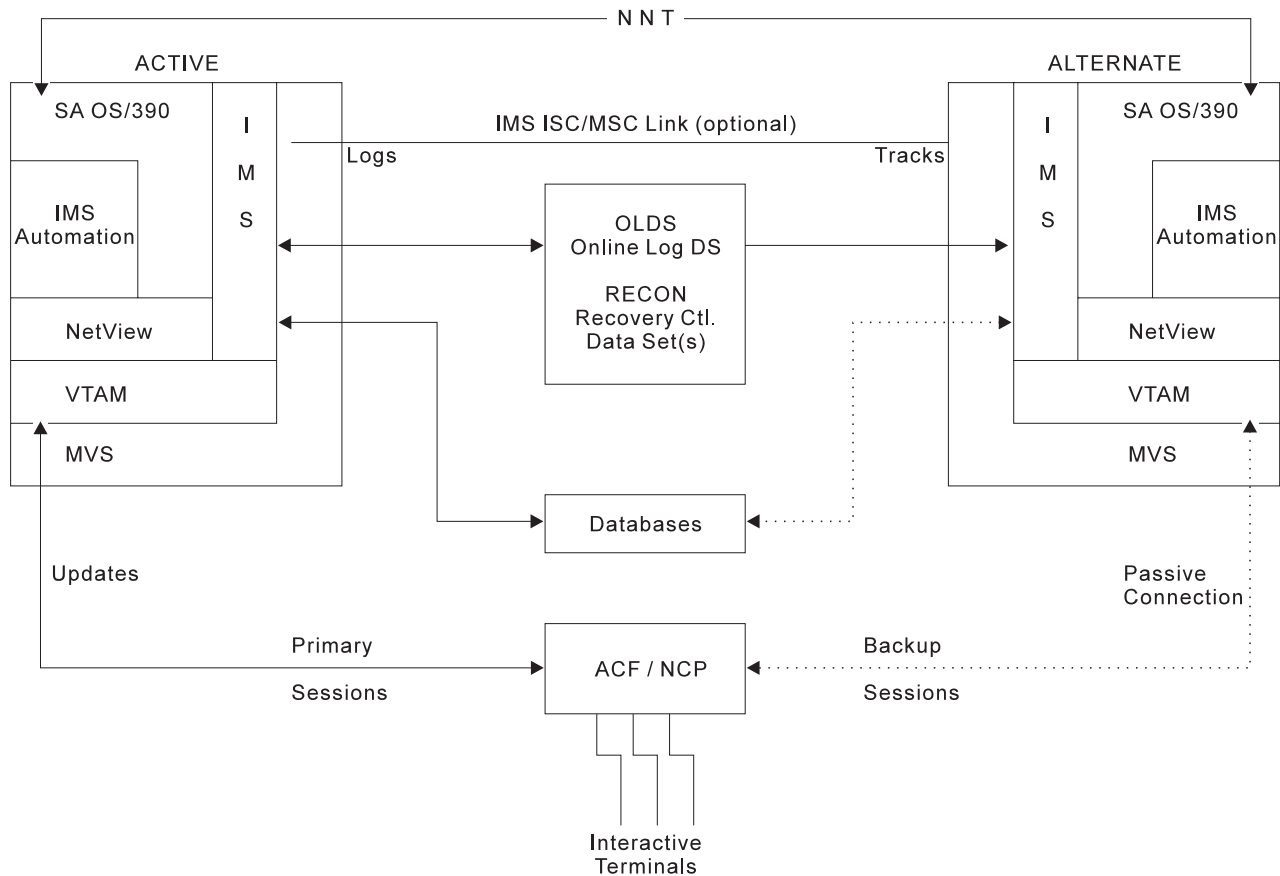 N N T
ACTIVE
ALTERNATE
SA OS/390
I
M
S
IMS ISC/MSC Link (optional)
I
M
S
SA OS/390
Logs
Tracks
IMS
Automation
OLDS
Online Log DS
RECON
Recovery Ctl.
Data Set(s)
IMS
Automation
NetView
NetView
VTAM
VTAM
MVS
MVS
Databases
Updates
Passive
Connection
Primary
Sessions
ACF / NCP
Backup
Sessions
Interactive
Terminals